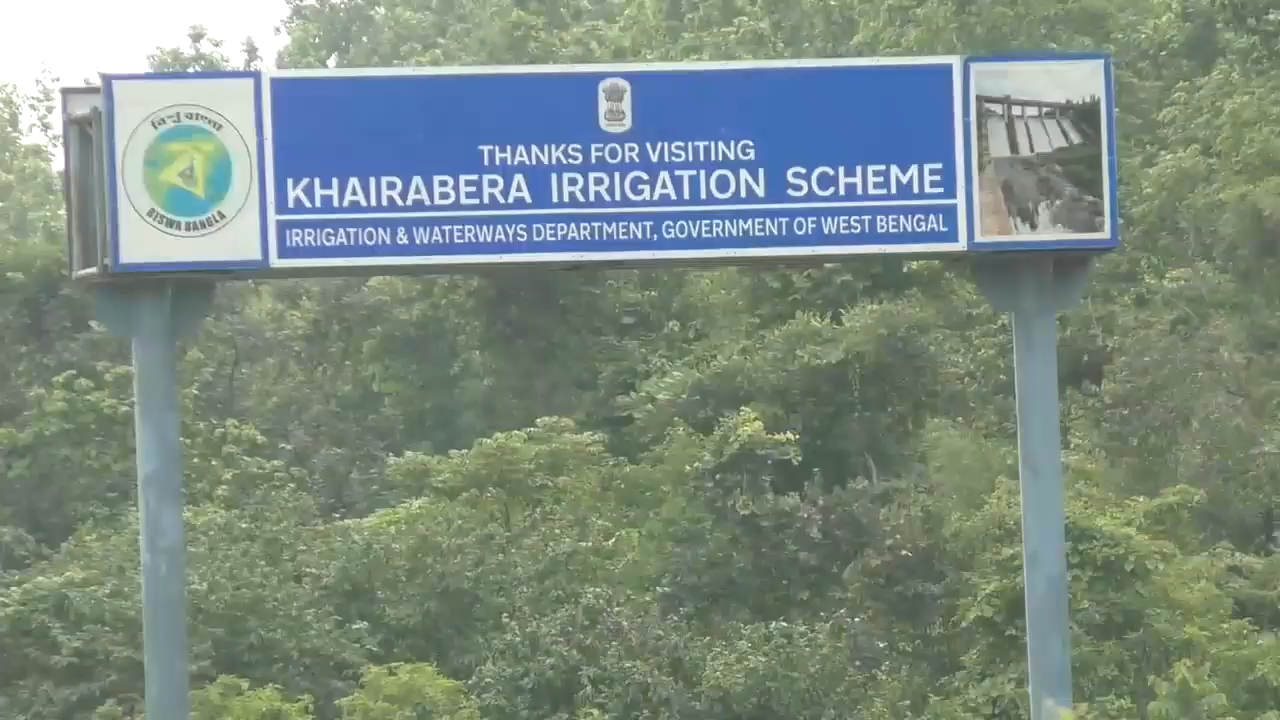 বিশ্ব বাংলা
BISWA BANGLA
THANKS FOR VISITING
KHAIRABERA IRRIGATION SCHEME
IRRIGATION & WATERWAYS DEPARTMENT, GOVERNMENT OF WEST BENGAL